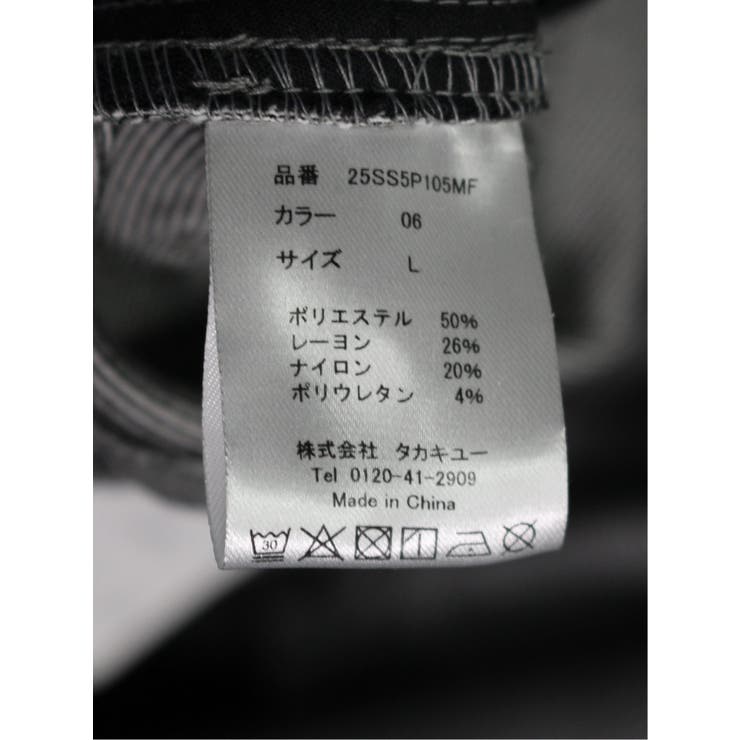 品番 25SS5P105MF
カラー 06
サイズ L
ポリエステル 50%
レーヨン 26%
ナイロン 20%
ポリウレタン 4%
株式会社 タカキユー
Tel 0120-41-2909
Made in China
30